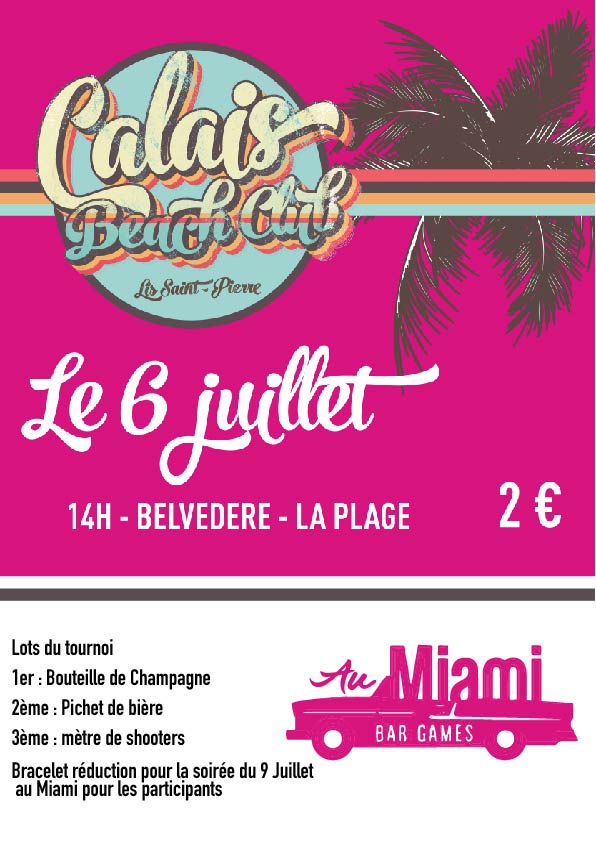 Calais
Beach Club
Lis Saint-Pierre
Le 6 juillet
14H - BELVEDERE - LA PLAGE
2 €
Lots du tournoi
1er : Bouteille de Champagne
2ème : Pichet de bière
3ème : mètre de shooters
Bracelet réduction pour la soirée du 9 Juillet
au Miami pour les participants
Au Miami
BAR GAMES